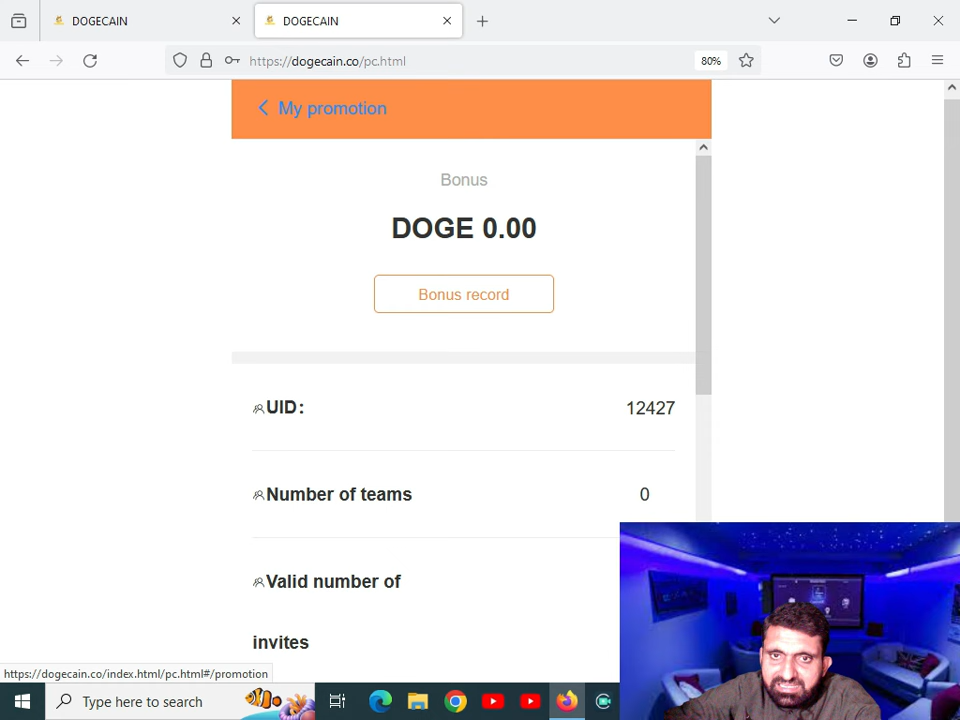 DOGECAIN
DOGECAIN
https://dogecain.co/pc.html
80%
My promotion
Bonus
DOGE 0.00
Bonus record
UID:
12427
Number of teams
0
Valid number of
invites
https://dogecain.co/index.html/pc.html#/promotion
Type here to search